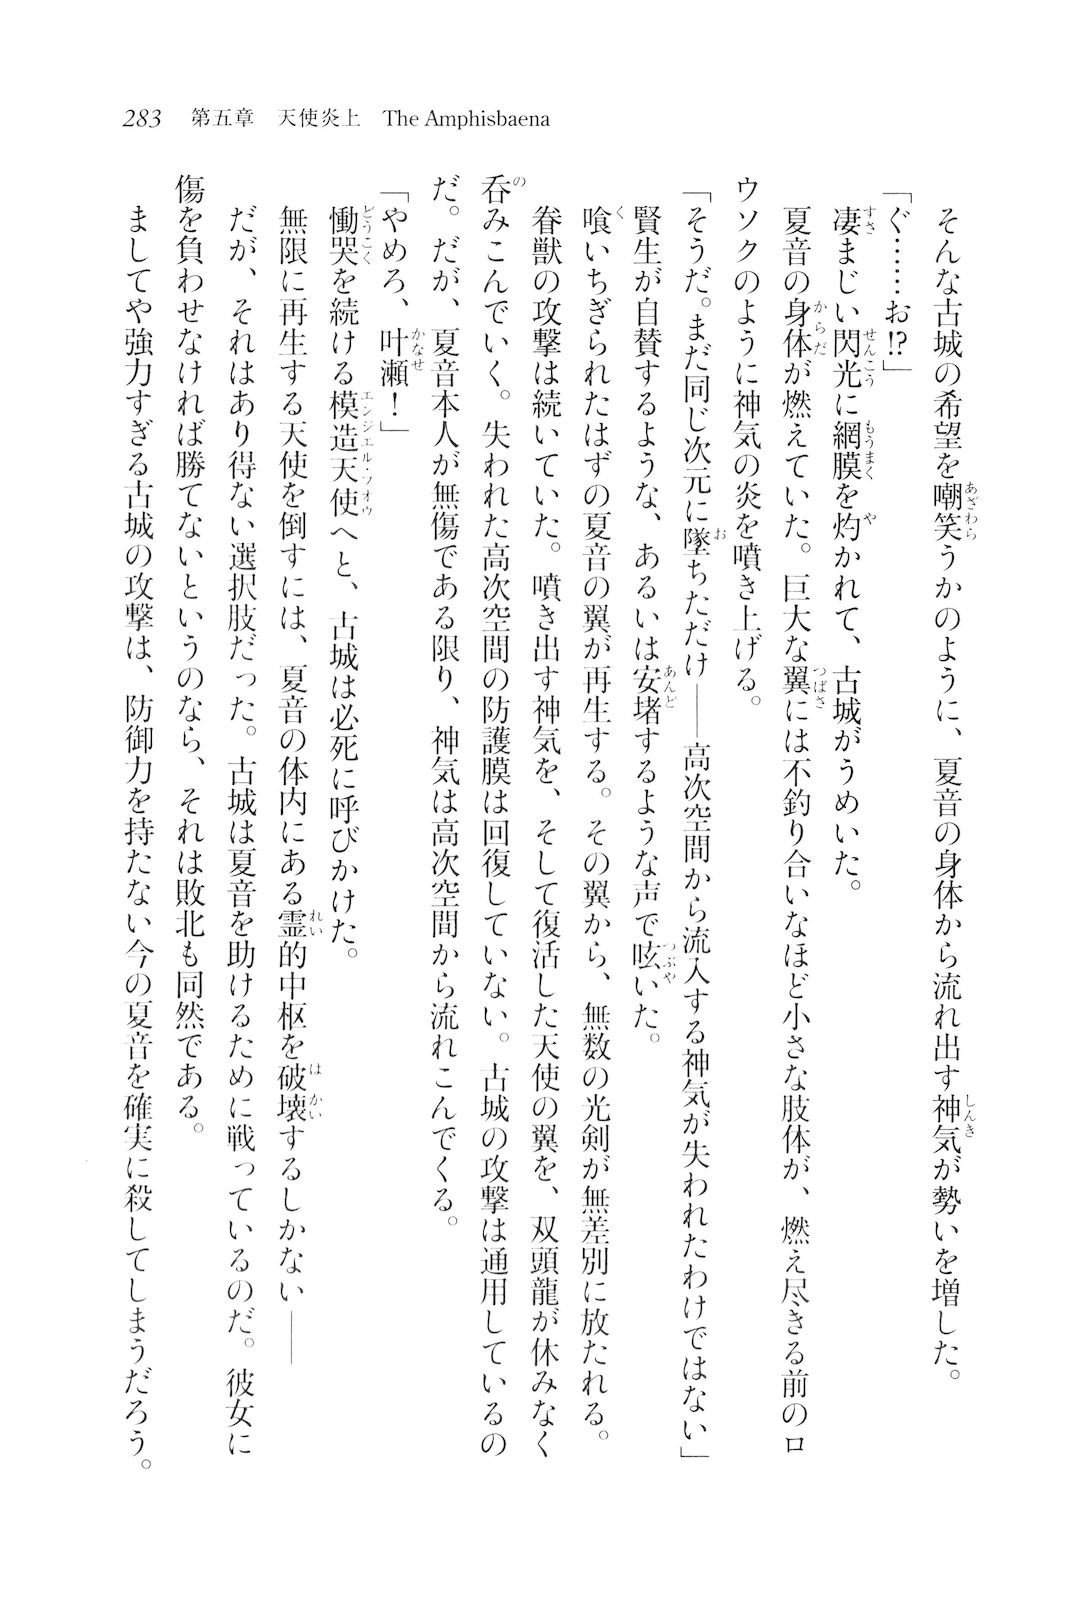 283 第五章 天使炎上 The Amphisbaena
そんな古城の希望を嘲笑うかのように、夏音の身体から流れ出す神気が勢いを増した。
「ぐ……お!?」
凄まじい閃光に網膜を灼かれて、古城がうめいた。
夏音の身体が燃えていた。巨大な翼には不釣り合いなほど小さな肢体が、燃え尽きる前のロ
ウソクのように神気の炎を噴き上げる。
「そうだ。まだ同じ次元に墜ちただけ――高次空間から流入する神気が失われたわけではない」
賢生が自賛するような、あるいは安堵するような声で呟いた。
喰いちぎられたはずの夏音の翼が再生する。その翼から、無数の光剣が無差別に放たれる。
眷獣の攻撃は続いていた。噴き出す神気を、そして復活した天使の翼を、双頭龍が休みなく
呑みこんでいく。失われた高次空間の防護膜は回復していない。古城の攻撃は通用しているの
だ。だが、夏音本人が無傷である限り、神気は高次空間から流れこんでくる。
「やめろ、叶瀬！」
慟哭を続ける模造天使へと、古城は必死に呼びかけた。
無限に再生する天使を倒すには、夏音の体内にある霊的中枢を破壊するしかない――
だが、それはあり得ない選択肢だった。古城は夏音を助けるために戦っているのだ。彼女に
傷を負わせなければ勝てないというのなら、それは敗北も同然である。
ましてや強力すぎる古城の攻撃は、防御力を持たない今の夏音を確実に殺してしまうだろう。